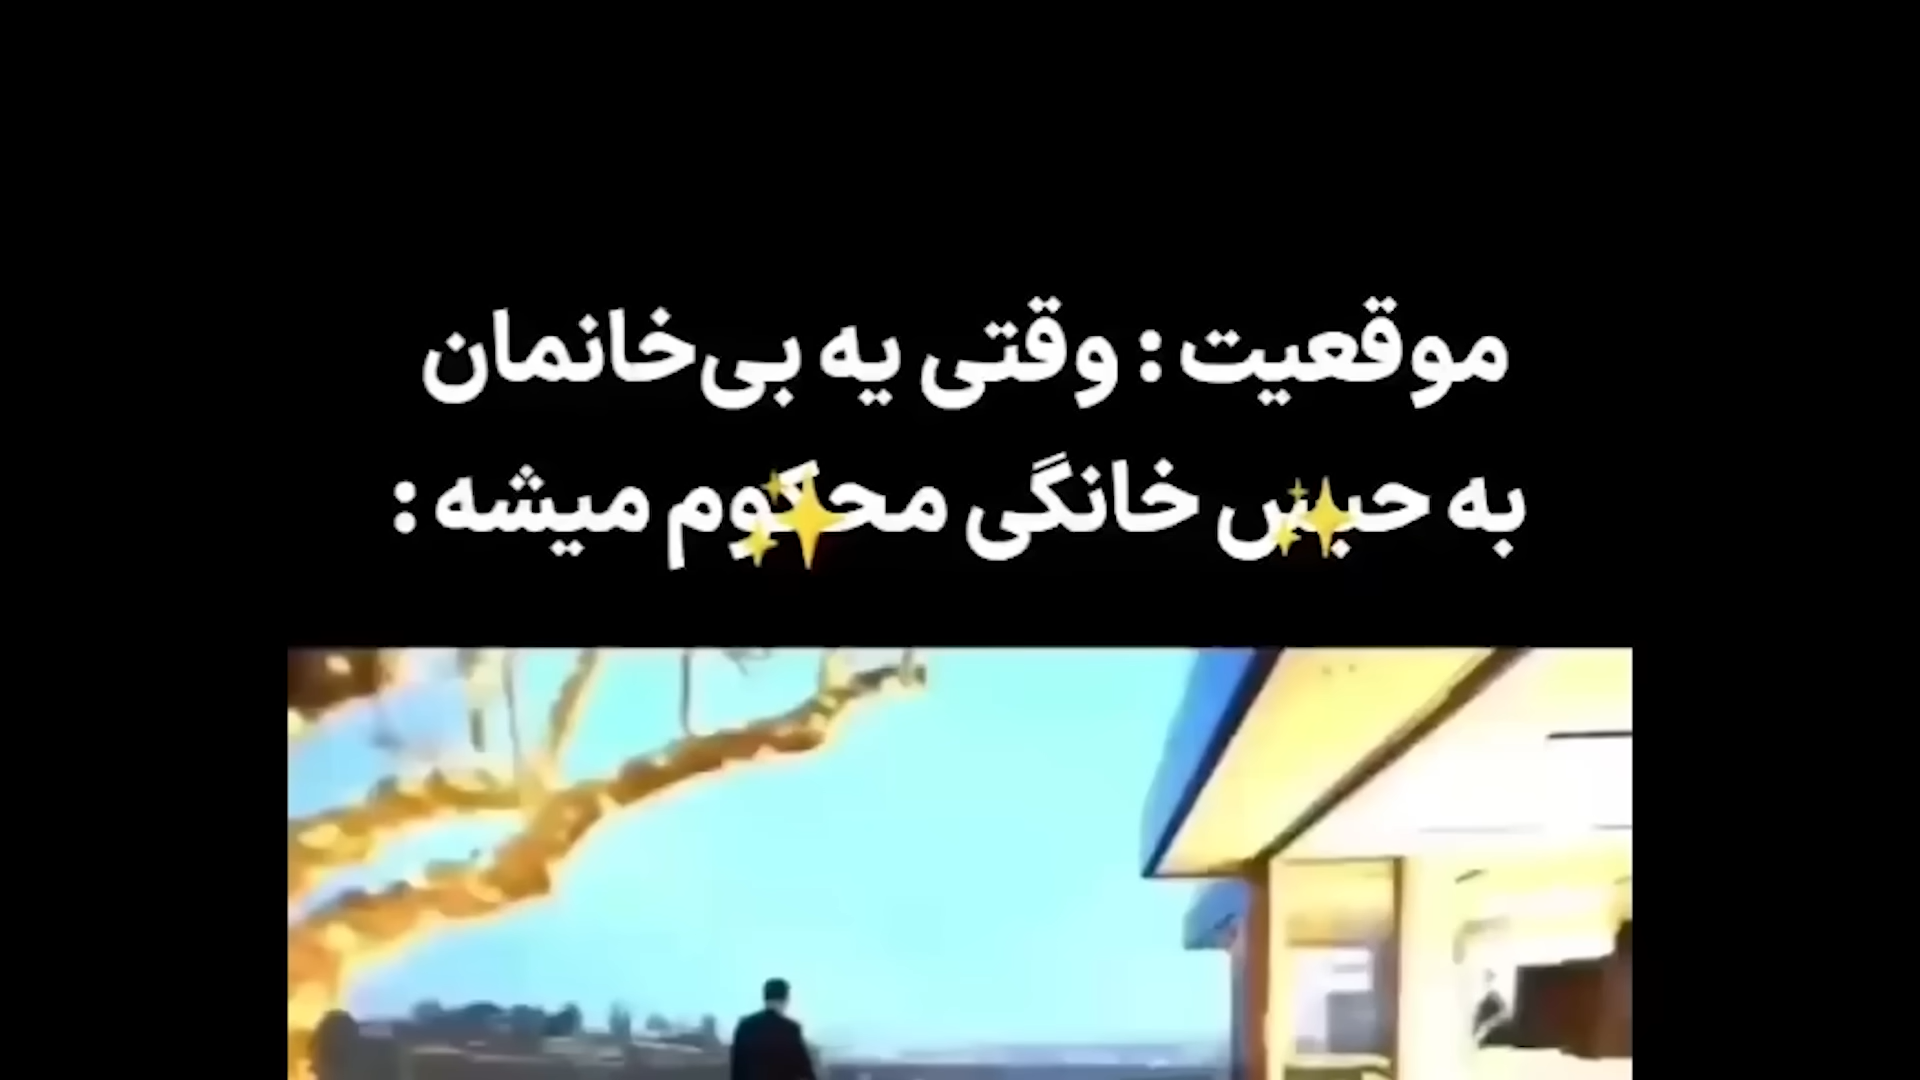 موقعیت : وقتی یه بی‌خانمان
به حبس خانگی محکوم میشه :